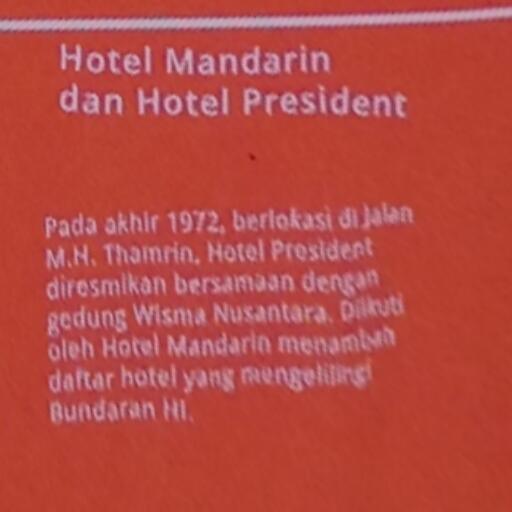 Hotel Mandarin
dan Hotel President
Pada akhir 1972, berlokasi di Jalan
M.H. Thamrin, Hotel President
diresmikan bersamaan dengan
gedung Wisma Nusantara. Diikuti
oleh Hotel Mandarin menambah
daftar hotel yang mengelilingi
Bundaran HI.